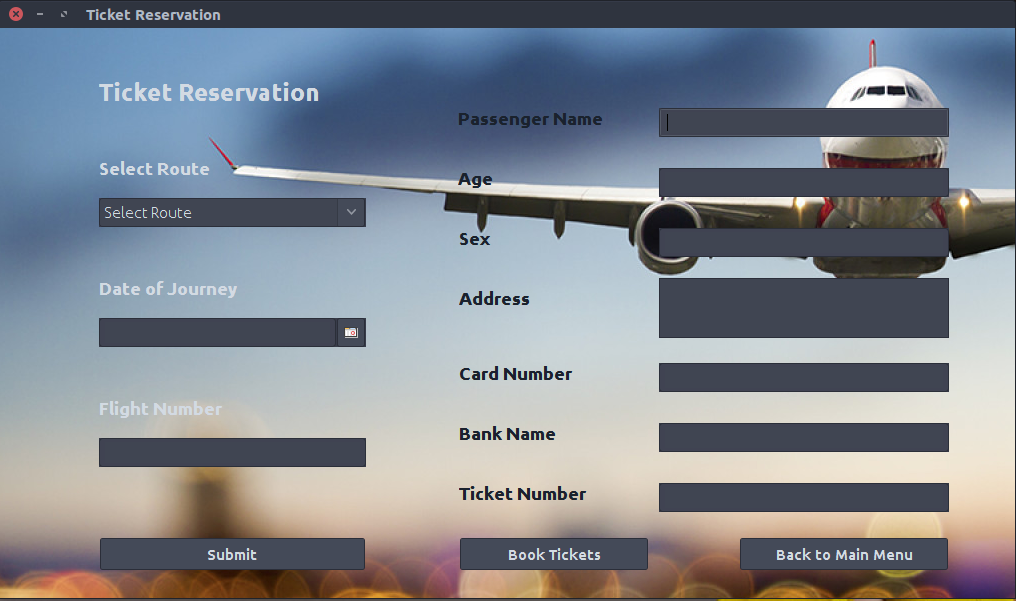 Ticket Reservation
Ticket Reservation
Select Route
Select Route
Date of Journey
Flight Number
Submit
Passenger Name
Age
Sex
Address
Card Number
Bank Name
Ticket Number
Book Tickets
Back to Main Menu